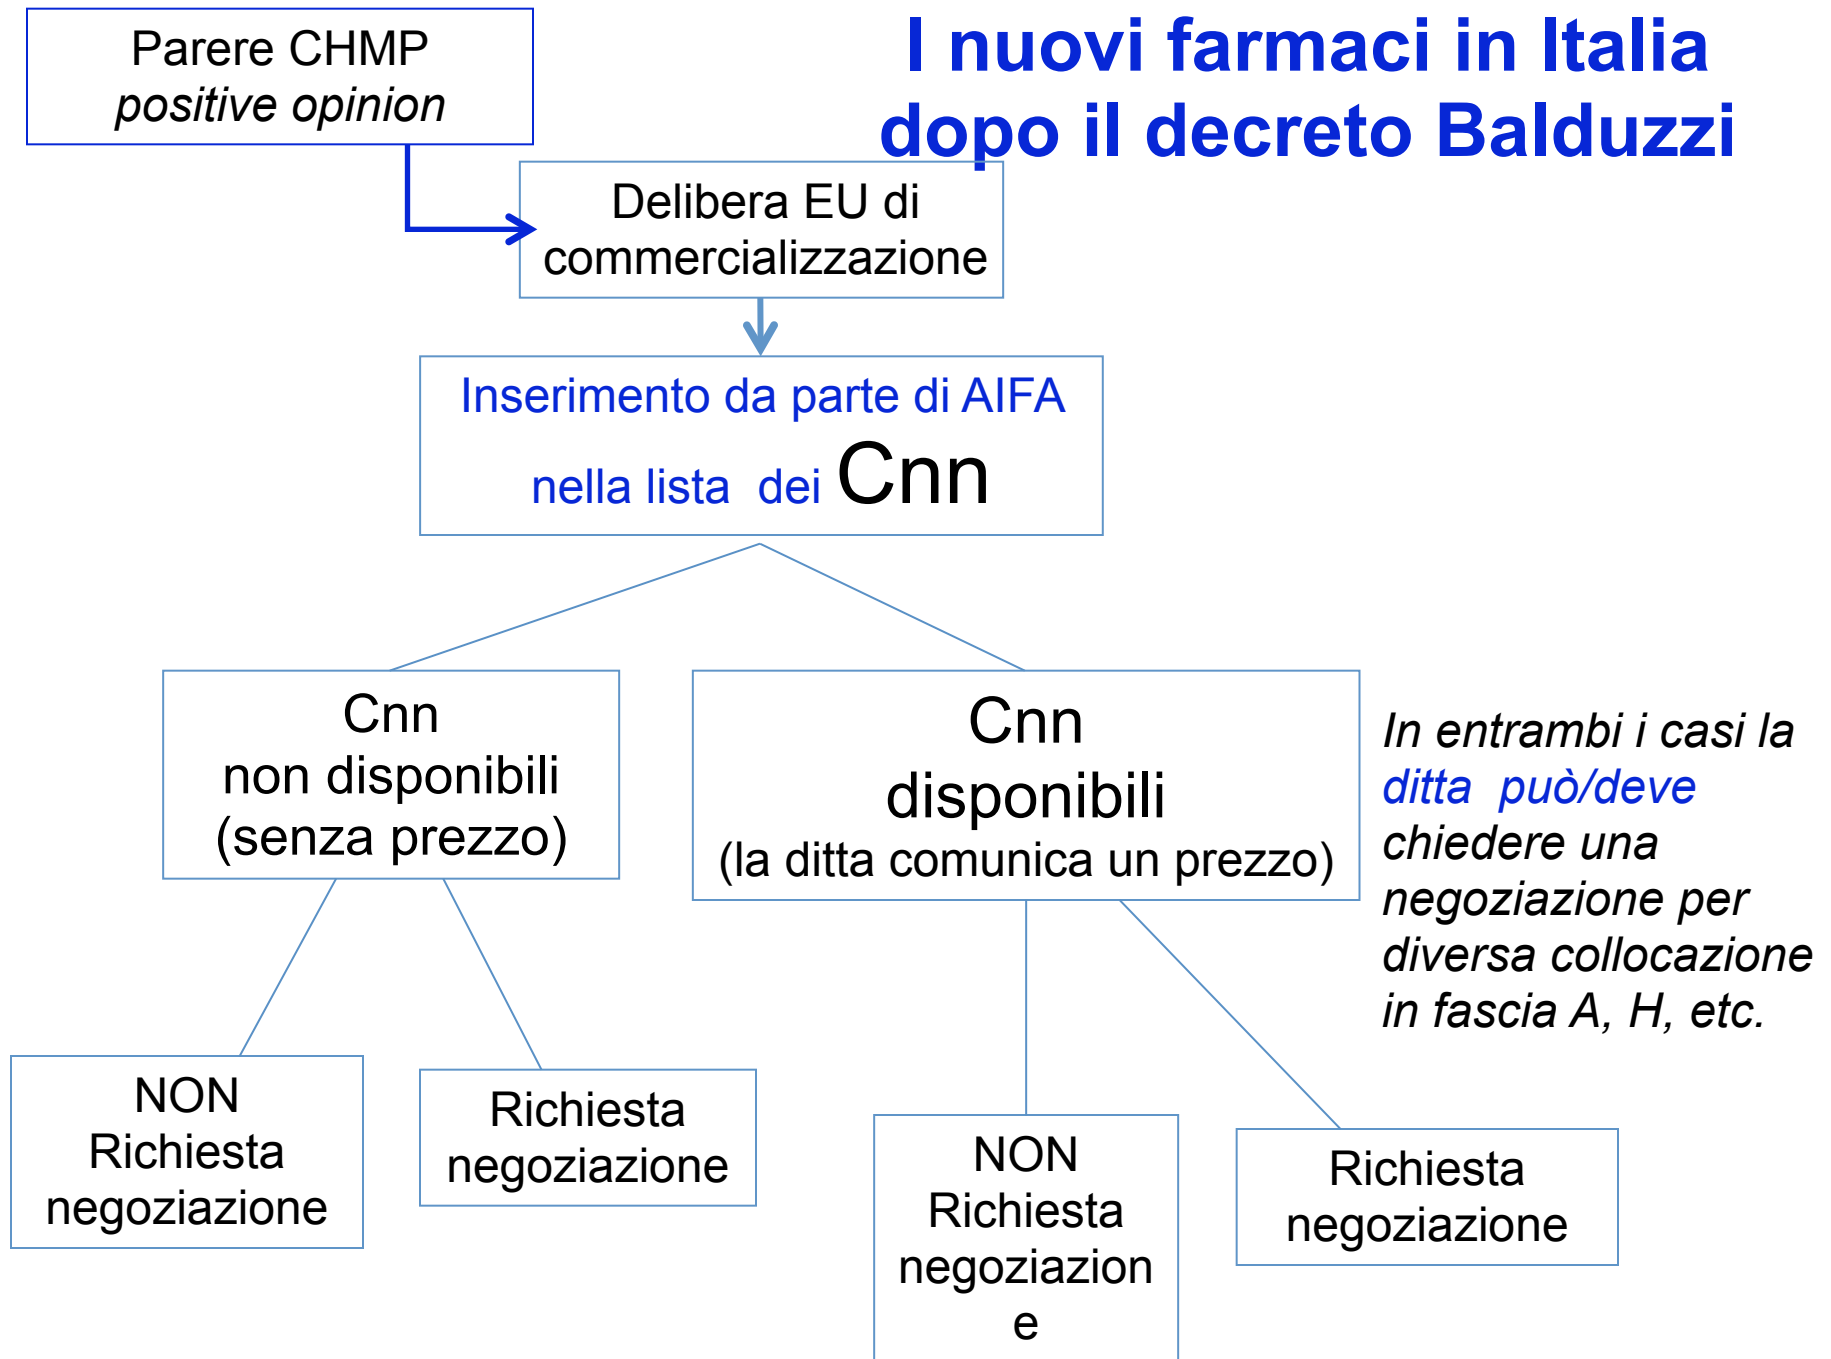 I nuovi farmaci in Italia
dopo il decreto Balduzzi
Parere CHMP
positive opinion
Delibera EU di
commercializzazione
Inserimento da parte di AIFA
nella lista dei Cnn
Cnn
non disponibili
(senza prezzo)
Cnn
disponibili
(la ditta comunica un prezzo)
In entrambi i casi la
ditta può/deve
chiedere una
negoziazione per
diversa collocazione
in fascia A, H, etc.
NON
Richiesta
negoziazione
Richiesta
negoziazione
NON
Richiesta
negoziazion
e
Richiesta
negoziazione